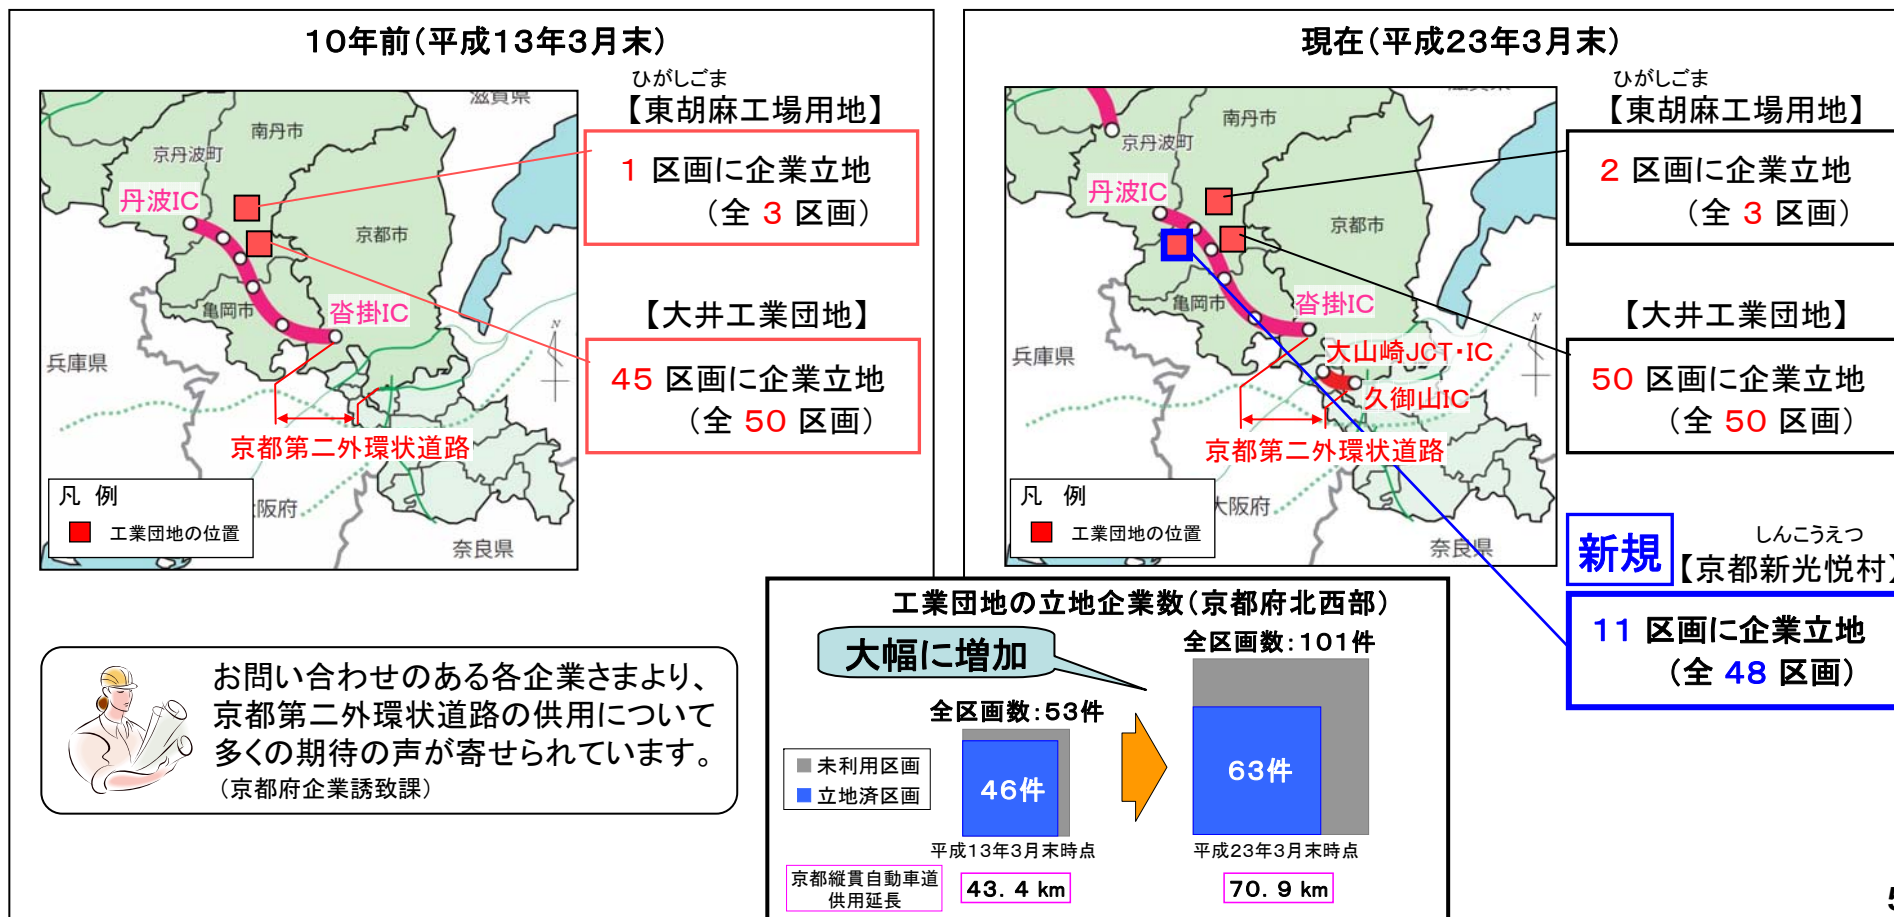 10年前(平成13年3月末)
ひがしごま
【東胡麻工場用地】
1 区画に企業立地
(全 3 区画)
【大井工業団地】
45 区画に企業立地
(全 50 区画)
滋賀県
南丹市
京丹波町
丹波IC
京都市
亀岡市
沓掛IC
兵庫県
京都第二外環状道路
凡 例
工業団地の位置
大阪府
奈良県
N
お問い合わせのある各企業さまより、
京都第二外環状道路の供用について
多くの期待の声が寄せられています。
(京都府企業誘致課)
現在(平成23年3月末)
ひがしごま
【東胡麻工場用地】
2 区画に企業立地
(全 3 区画)
【大井工業団地】
50 区画に企業立地
(全 50 区画)
新規
しんこうえつ
【京都新光悦村】
11 区画に企業立地
(全 48 区画)
南丹市
京丹波町
丹波IC
京都市
亀岡市
沓掛IC
大山崎JCT・IC
久御山IC
兵庫県
京都第二外環状道路
凡 例
工業団地の位置
大阪府
奈良県
N
工業団地の立地企業数(京都府北西部)
大幅に増加
全区画数:101件
全区画数:53件
未利用区画
立地済区画
46件
63件
平成13年3月末時点
平成23年3月末時点
京都縦貫自動車道
供用延長
43.4 km
70.9 km
5